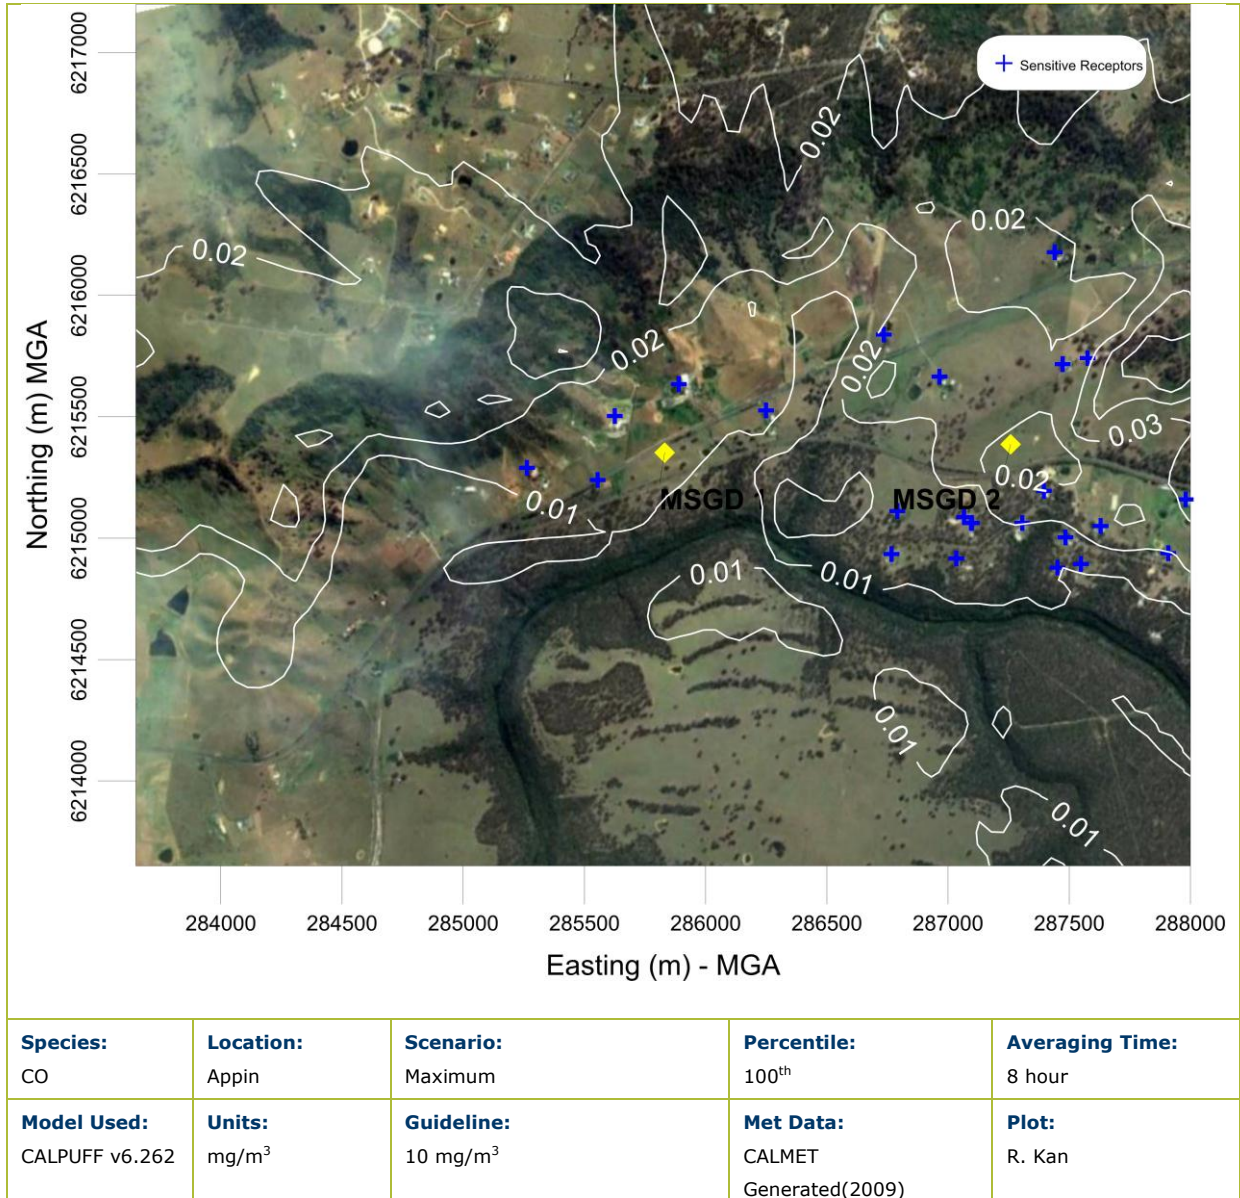 Sensitive Receptors
Northing (m) MGA
6217000
6216500
6216000
6215500
6215000
6214500
6214000
0.02
0.02
0.02
0.02
0.02
0.03
0.02
0.01
MSGD 1
MSGD 2
0.01
0.01
0.01
0.01
284000 284500 285000 285500 286000 286500 287000 287500 288000
Easting (m) - MGA
Species: Location: Scenario: Percentile: Averaging Time:
CO Appin Maximum 100th 8 hour
Model Used: Units: Guideline: Met Data: Plot:
CALPUFF v6.262 mg/m3 10 mg/m3 CALMET R. Kan
Generated(2009)